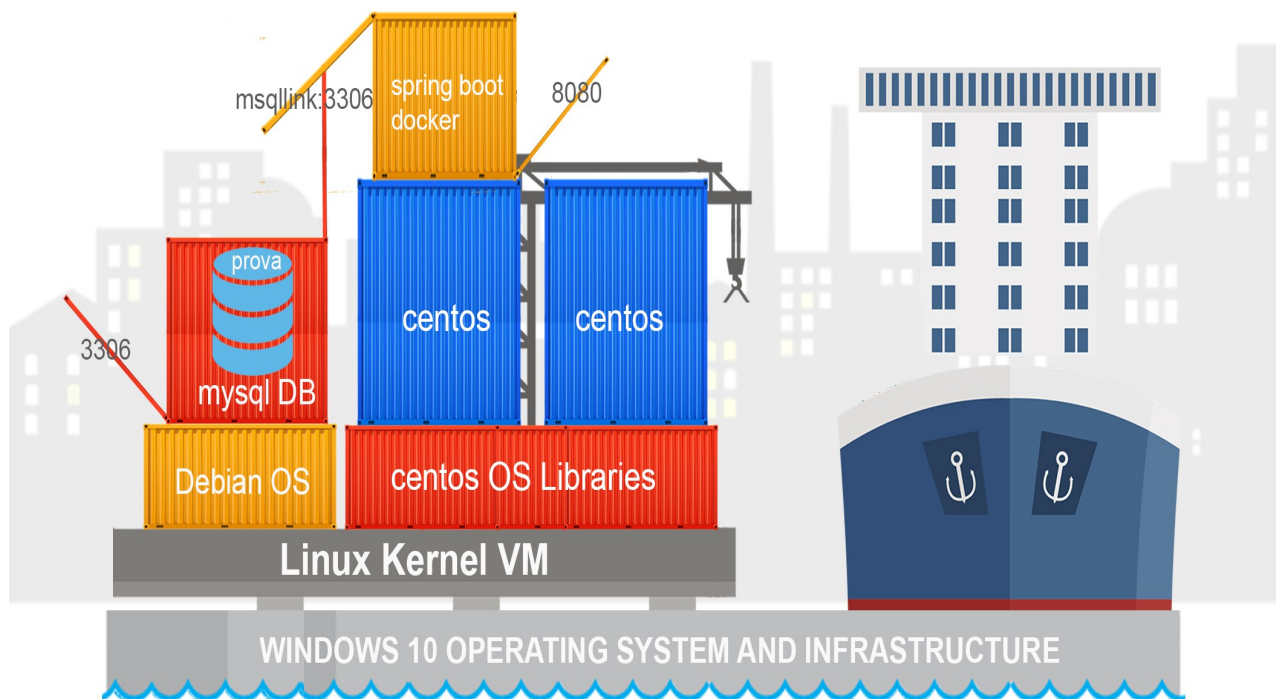 spring boot
docker
msqllink:3306
8080
prova
mysql DB
3306
centos
centos
Debian OS
centos OS Libraries
Linux Kernel VM
WINDOWS 10 OPERATING SYSTEM AND INFRASTRUCTURE